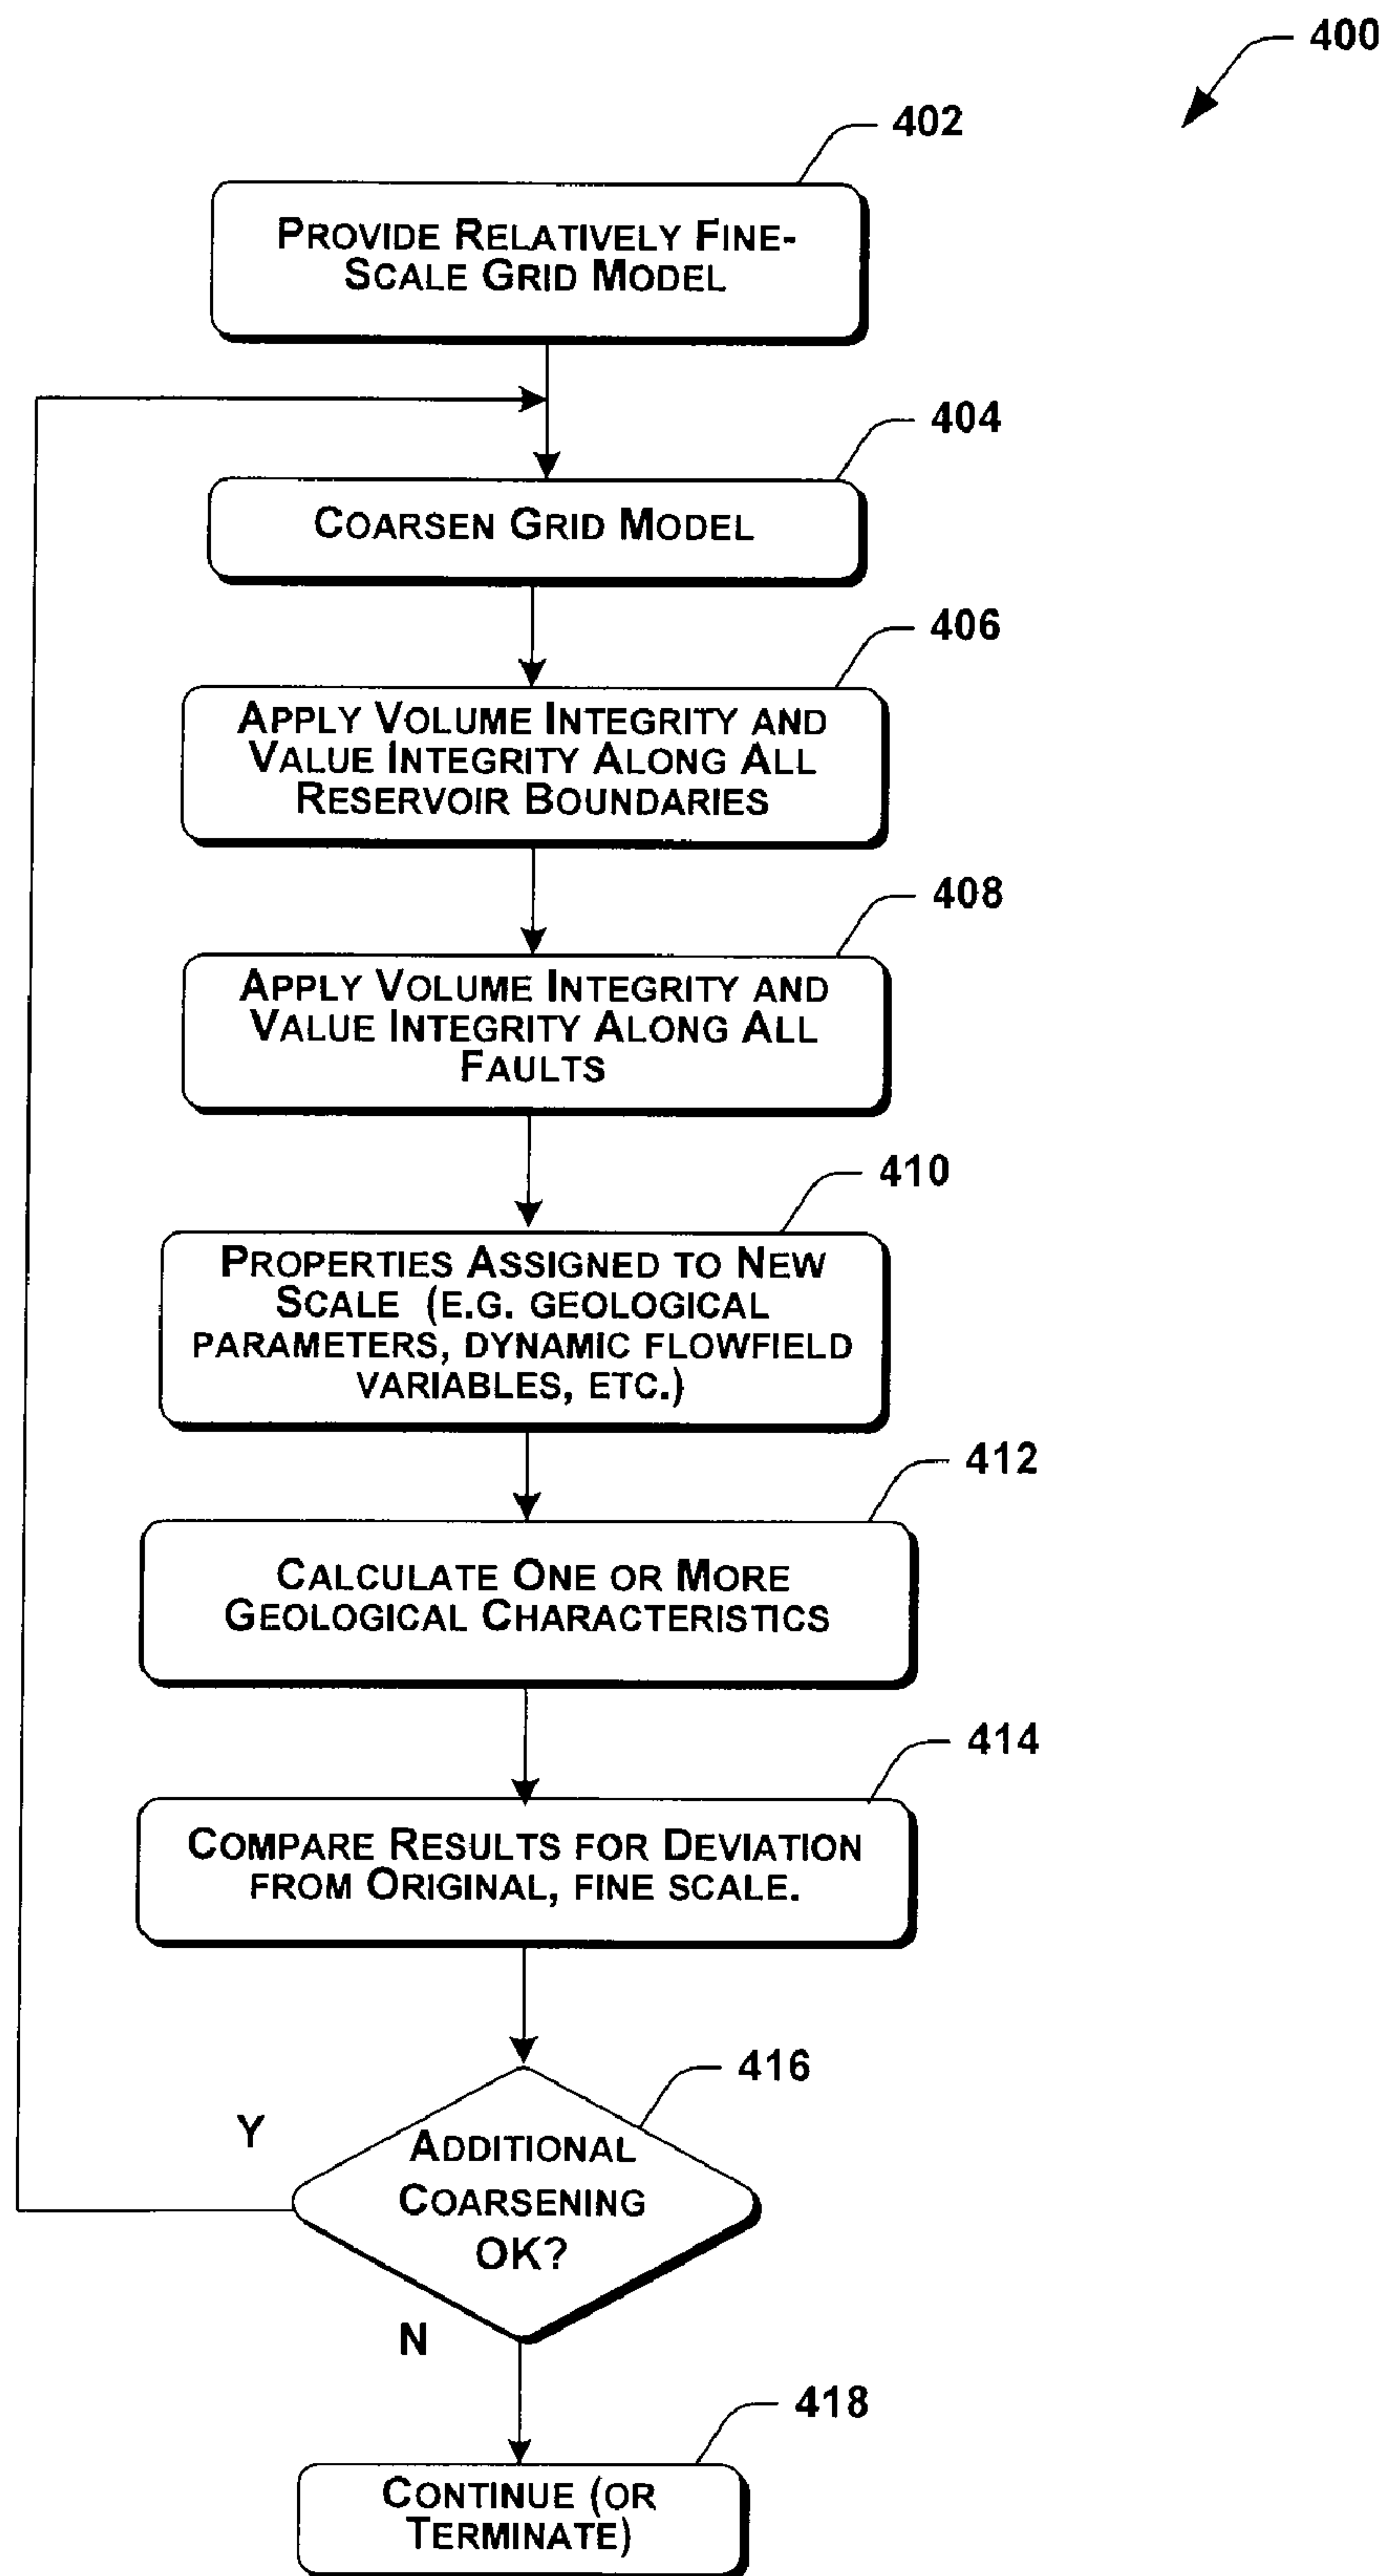 400
402
PROVIDE RELATIVELY FINE-
SCALE GRID MODEL
404
COARSEN GRID MODEL
406
APPLY VOLUME INTEGRITY AND
VALUE INTEGRITY ALONG ALL
RESERVOIR BOUNDARIES
408
APPLY VOLUME INTEGRITY AND
VALUE INTEGRITY ALONG ALL
FAULTS
410
PROPERTIES ASSIGNED TO NEW
SCALE (E.G. GEOLOGICAL
PARAMETERS, DYNAMIC FLOWFIELD
VARIABLES, ETC.)
412
CALCULATE ONE OR MORE
GEOLOGICAL CHARACTERISTICS
414
COMPARE RESULTS FOR DEVIATION
FROM ORIGINAL, FINE SCALE.
416
Y
ADDITIONAL
COARSENING
OK?
N
418
CONTINUE (OR
TERMINATE)